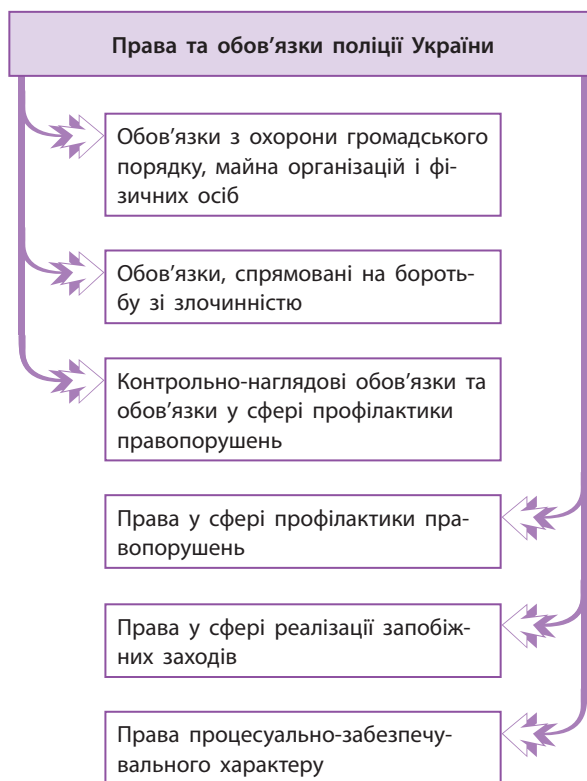 Права та обов’язки поліції України
Обов’язки з охорони громадського
порядку, майна організацій і фі-
зичних осіб
Обов’язки, спрямовані на бороть-
бу зі злочинністю
Контрольно-наглядові обов’язки та
обов’язки у сфері профілактики
правопорушень
Права у сфері профілактики пра-
вопорушень
Права у сфері реалізації запобіж-
них заходів
Права процесуально-забезпечу-
вального характеру